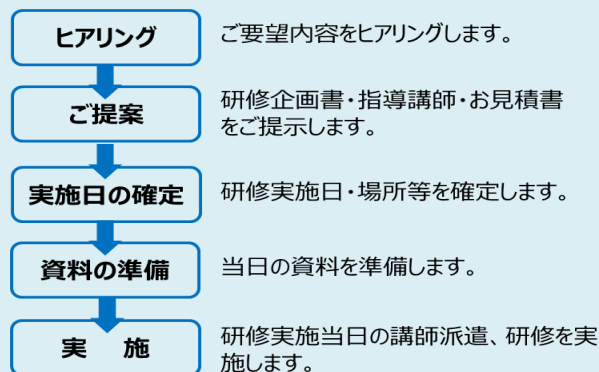 ヒアリング
ご要望内容をヒアリングします。
ご提案
研修企画書・指導講師・お見積書
をご提示します。
実施日の確定
研修実施日・場所等を確定します。
資料の準備
当日の資料を準備します。
実　施
研修実施当日の講師派遣、研修を実
施します。